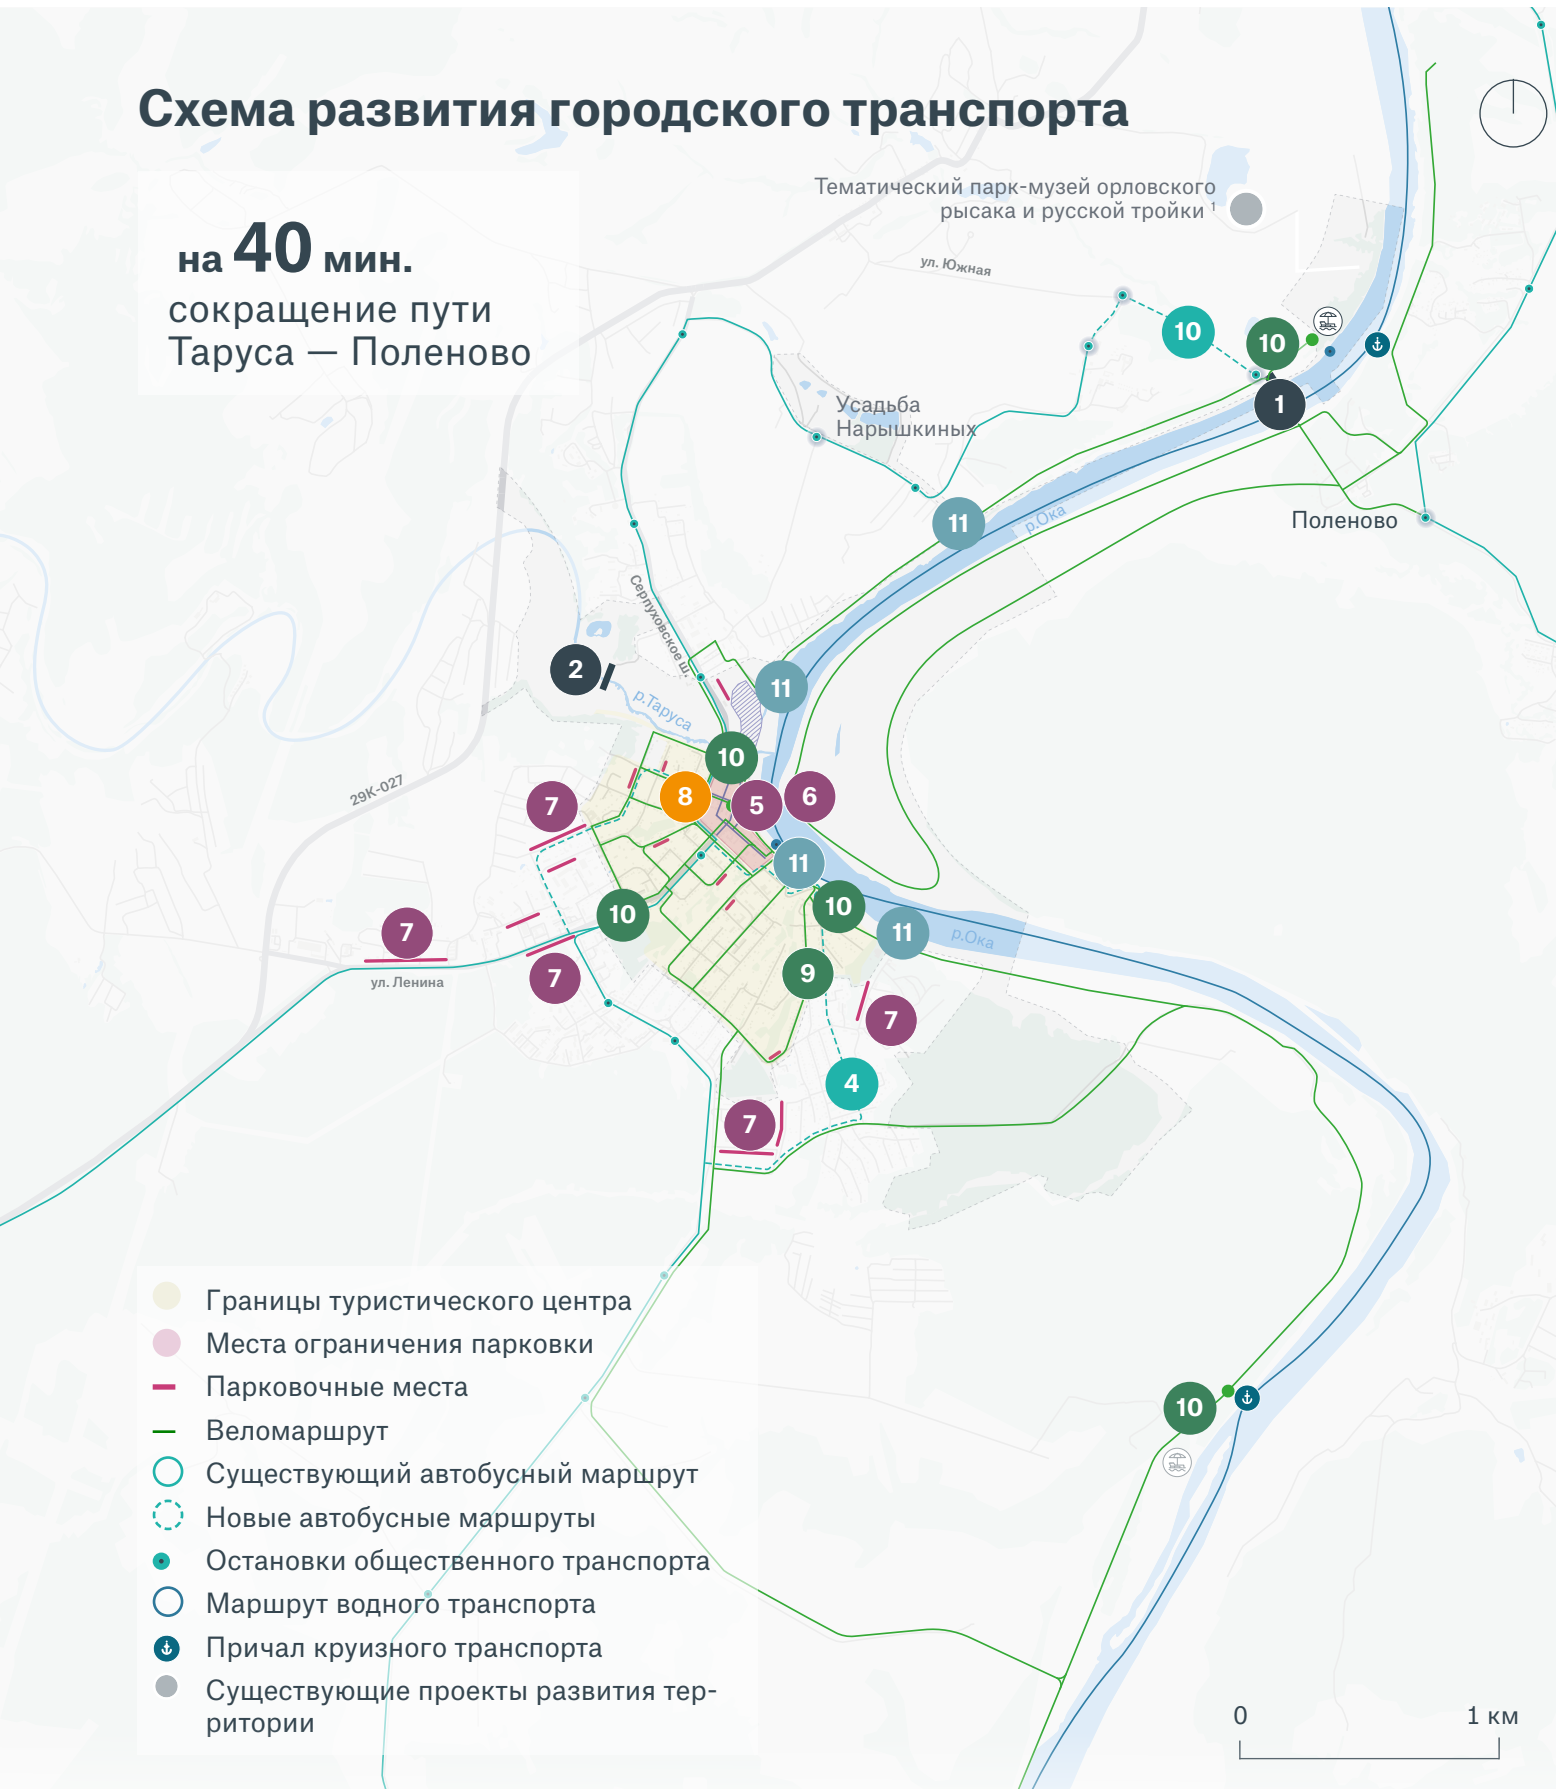 Схема развития городского транспорта
на 40 мин.
сокращение пути
Таруса — Поленово
Тематический парк-музей орловского
рысака и русской тройки 1
ул. Южная
10
10
1
Усадьба
Нарышкиных
11
р.Ока
Поленово
Серпуховское ш.
2
р.Таруса
11
10
29К-027
7
8
5
6
11
10
10
7
11
р.Ока
7
ул. Ленина
9
7
4
7
Границы туристического центра
Места ограничения парковки
Парковочные места
Веломаршрут
Существующий автобусный маршрут
Новые автобусные маршруты
Остановки общественного транспорта
Маршрут водного транспорта
Причал круизного транспорта
Существующие проекты развития тер-
ритории
10
0
1 км